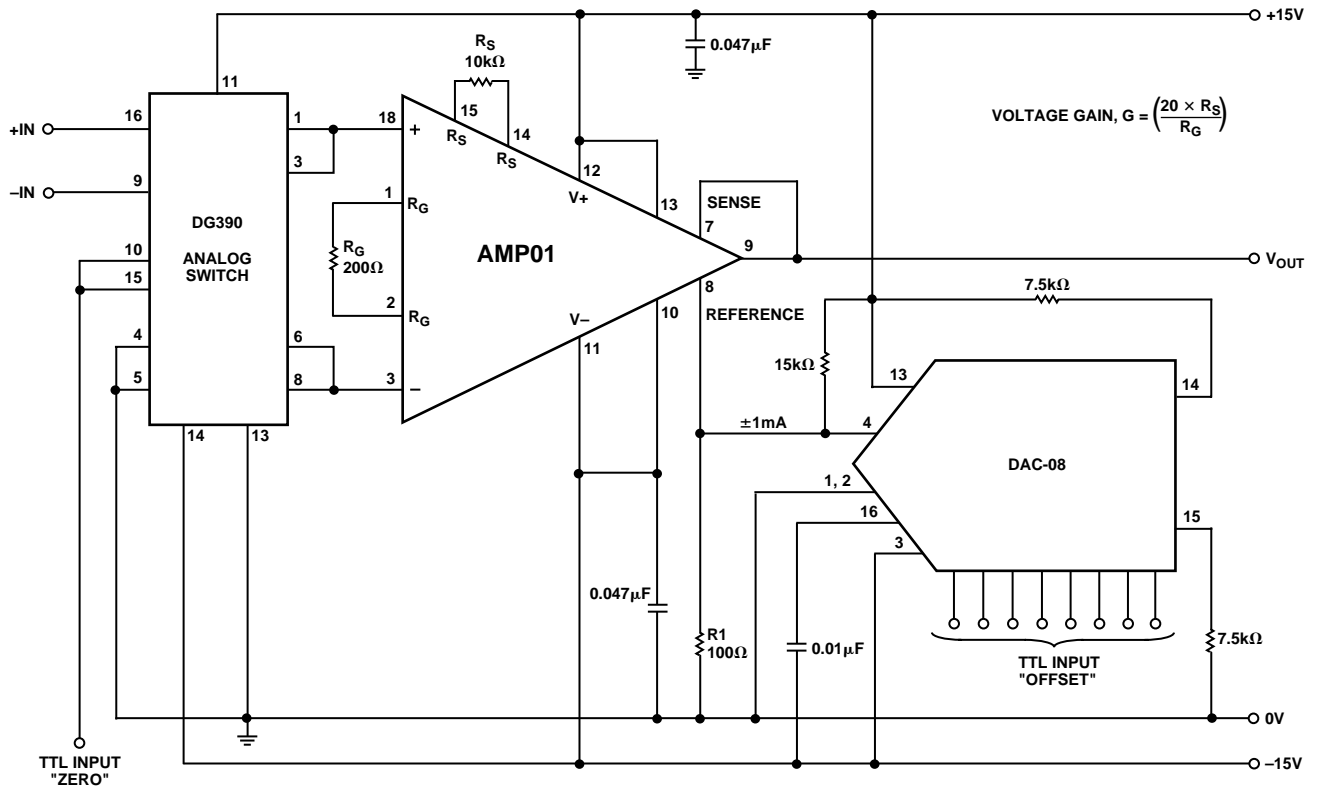 +15V
0.047μF
R_S
10kΩ
11
15
14
R_S
R_S
VOLTAGE GAIN, G = (20 × R_S / R_G)
+IN
16
1
18
+
3
12
V+
13
–IN
9
1
R_G
SENSE
7
DG390
ANALOG
SWITCH
R_G
200Ω
AMP01
9
V_OUT
10
15
2
R_G
8
REFERENCE
7.5kΩ
V–
10
11
4
5
6
8
3
–
15kΩ
13
14
14
13
±1mA
4
DAC-08
1, 2
16
3
15
0.047μF
R1
100Ω
0.01μF
7.5kΩ
TTL INPUT
"OFFSET"
0V
–15V
TTL INPUT
"ZERO"